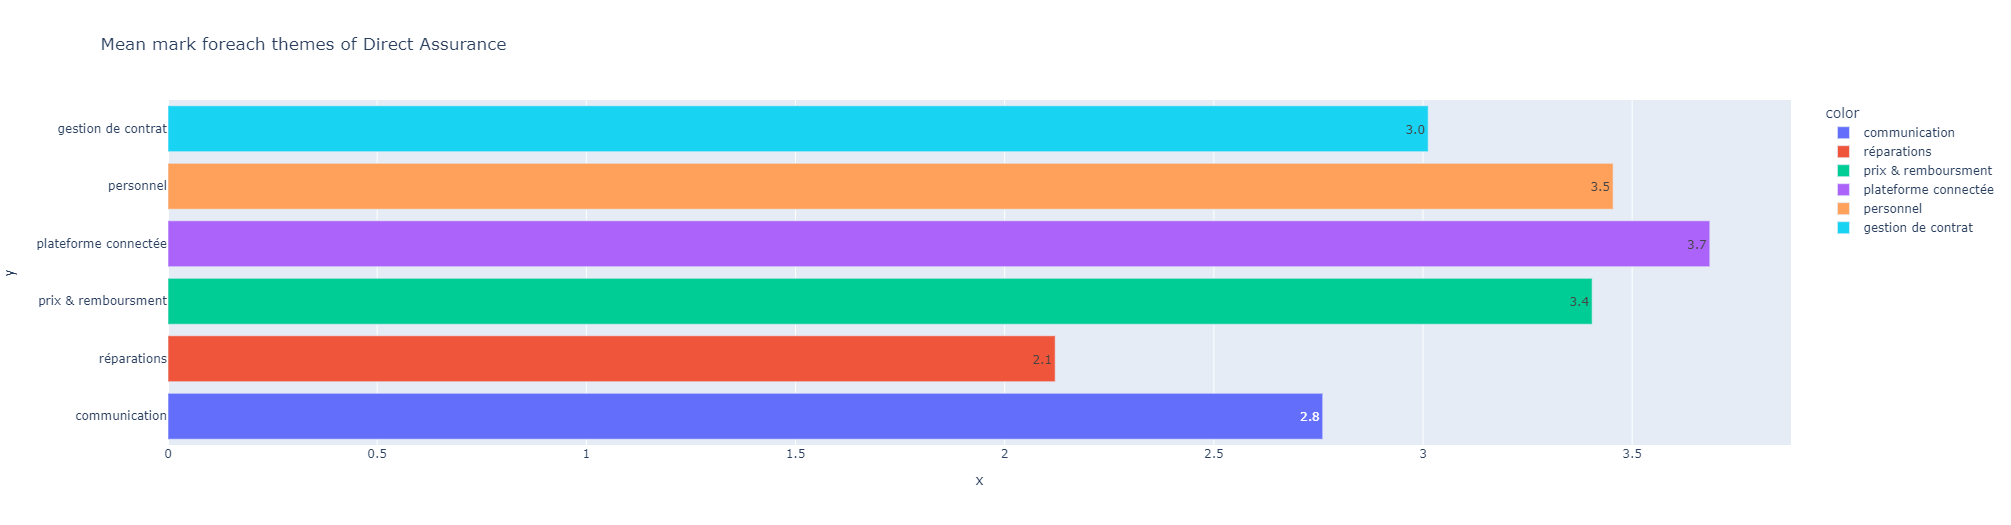 Mean mark foreach themes of Direct Assurance
gestion de contrat
3.0
personnel
3.5
plateforme connectée
3.7
prix & remboursment
3.4
réparations
2.1
communication
2.8
y
0 0.5 1 1.5 2 2.5 3 3.5
x
color
communication
réparations
prix & remboursment
plateforme connectée
personnel
gestion de contrat